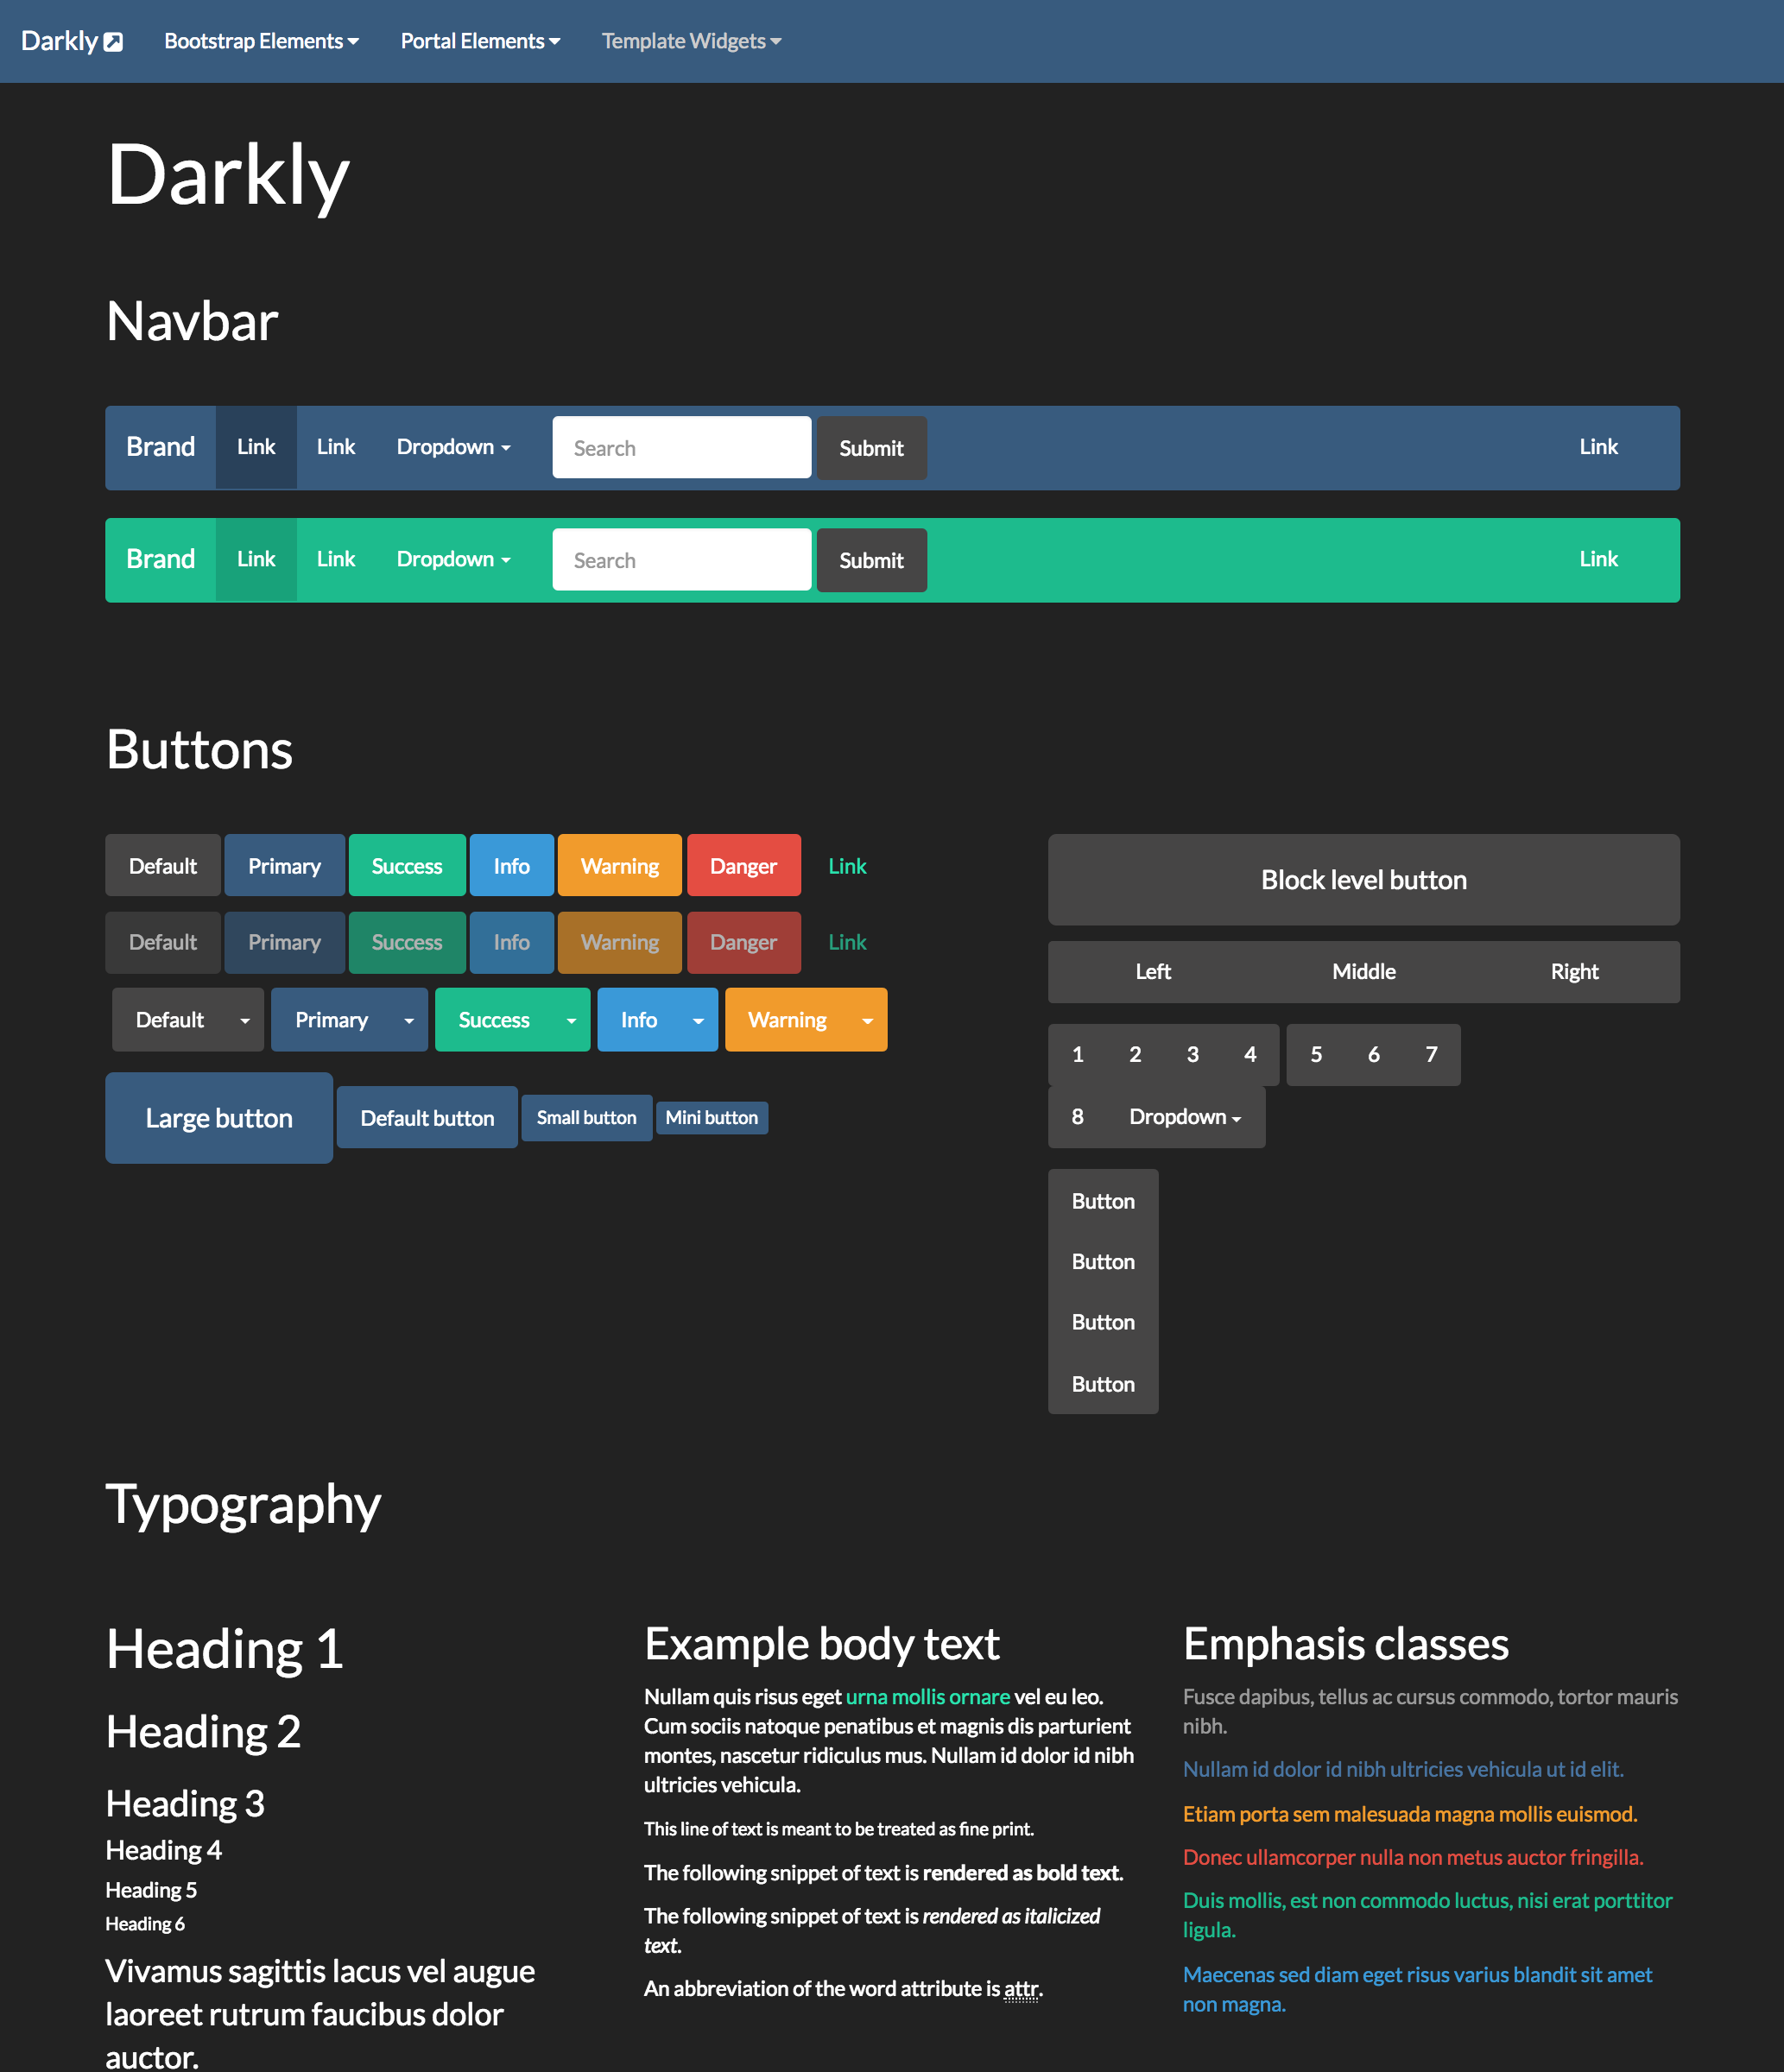 Darkly Bootstrap Elements Portal Elements Template Widgets
Darkly
Navbar
Brand Link Link Dropdown Search Submit Link
Brand Link Link Dropdown Search Submit Link
Buttons
Default Primary Success Info Warning Danger Link
Default Primary Success Info Warning Danger Link
Default Primary Success Info Warning
Large button Default button Small button Mini button
Block level button
Left Middle Right
1 2 3 4 5 6 7
8 Dropdown
Button
Button
Button
Button
Typography
Heading 1
Heading 2
Heading 3
Heading 4
Heading 5
Heading 6
Vivamus sagittis lacus vel augue
laoreet rutrum faucibus dolor
auctor.
Example body text
Nullam quis risus eget urna mollis ornare vel eu leo.
Cum sociis natoque penatibus et magnis dis parturient
montes, nascetur ridiculus mus. Nullam id dolor id nibh
ultricies vehicula.
This line of text is meant to be treated as fine print.
The following snippet of text is rendered as bold text.
The following snippet of text is rendered as italicized
text.
An abbreviation of the word attribute is attr.
Emphasis classes
Fusce dapibus, tellus ac cursus commodo, tortor mauris
nibh.
Nullam id dolor id nibh ultricies vehicula ut id elit.
Etiam porta sem malesuada magna mollis euismod.
Donec ullamcorper nulla non metus auctor fringilla.
Duis mollis, est non commodo luctus, nisi erat porttitor
ligula.
Maecenas sed diam eget risus varius blandit sit amet
non magna.